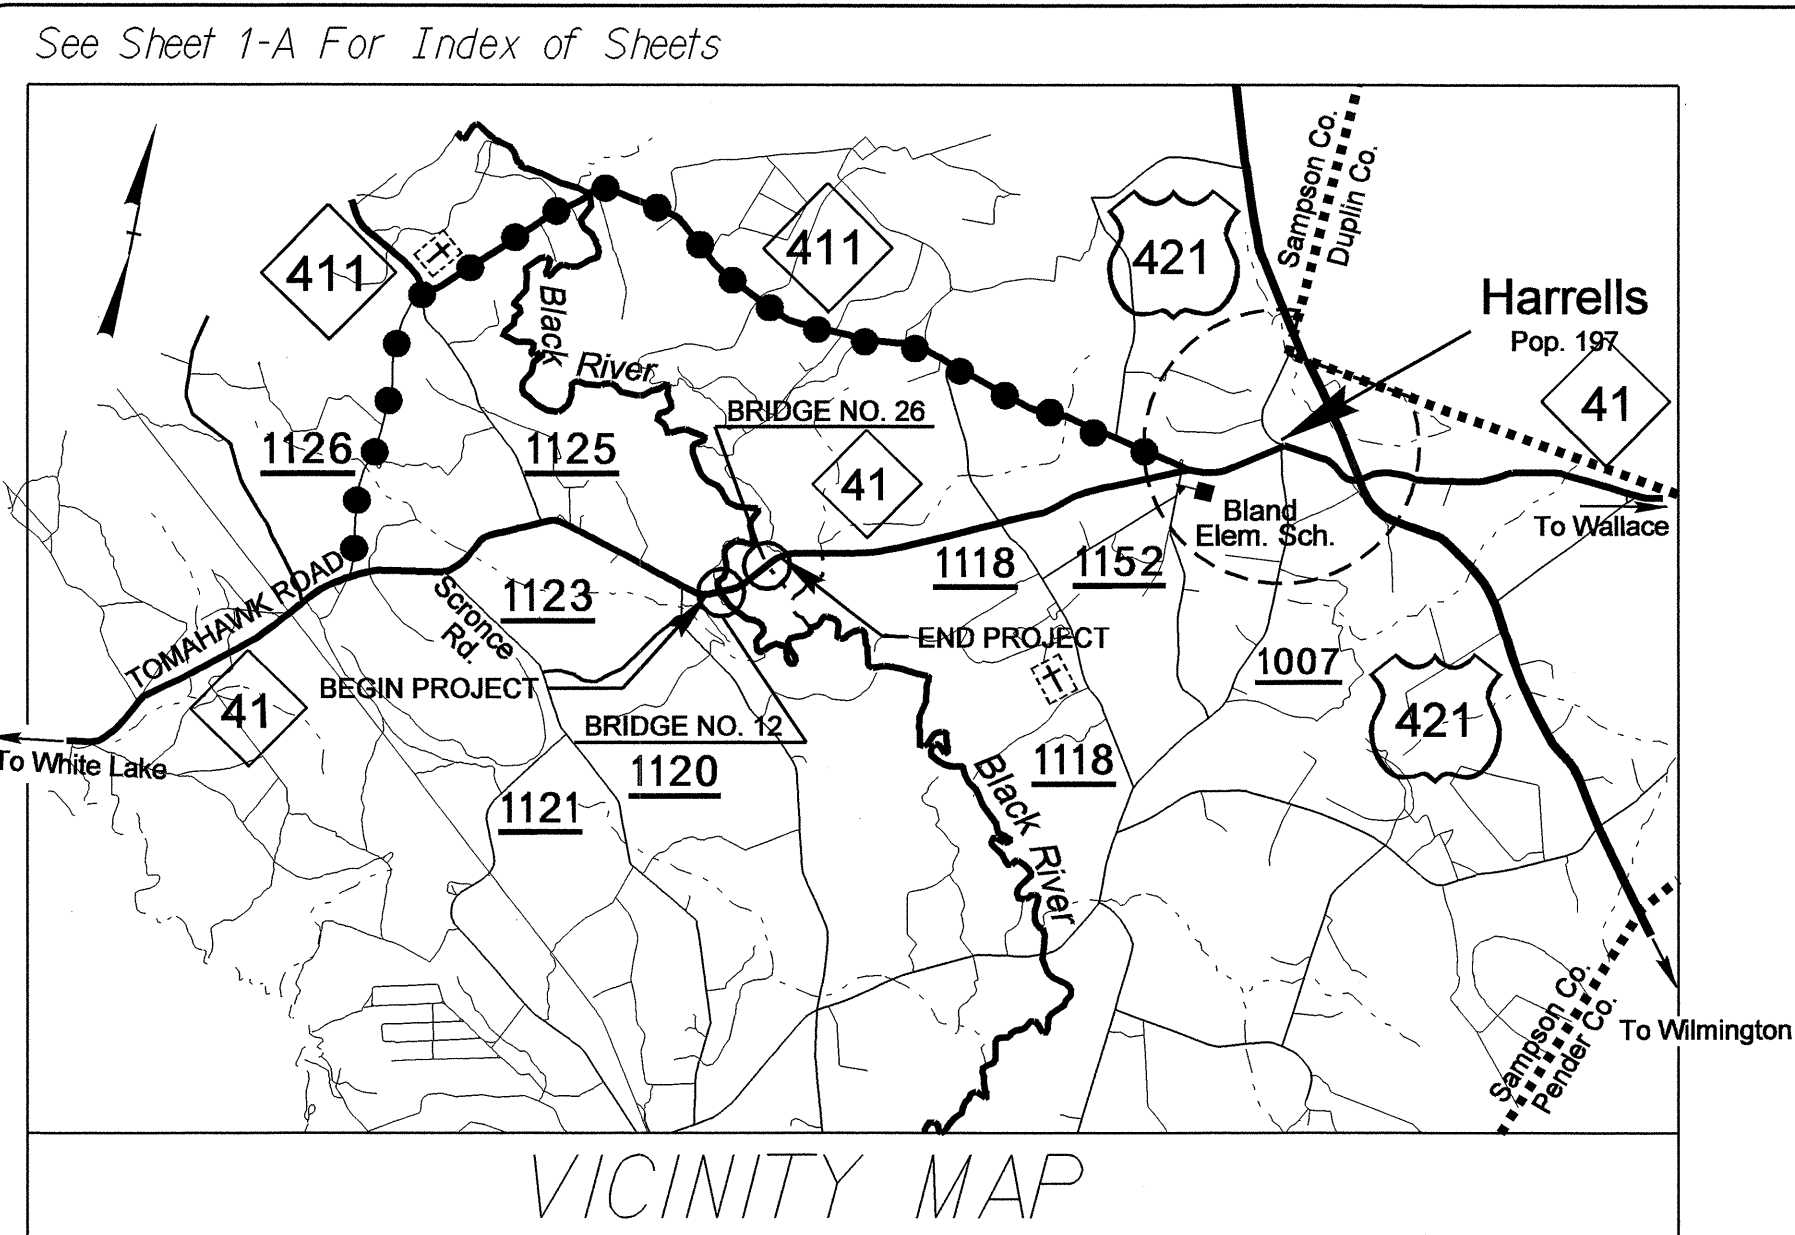 See Sheet 1-A For Index of Sheets
Sampson Co.
Duplin Co.
411
411
421
Harrells
Pop. 197
Black
River
41
BRIDGE NO. 26
1126
1125
41
Bland
Elem. Sch.
To Wallace
1118
1152
TOMAHAWK ROAD
Scronce
Rd.
1123
END PROJECT
1007
BEGIN PROJECT
41
BRIDGE NO. 12
421
To White Lake
1120
1118
1121
Black River
Sampson Co.
Pender Co.
To Wilmington
VICINITY MAP